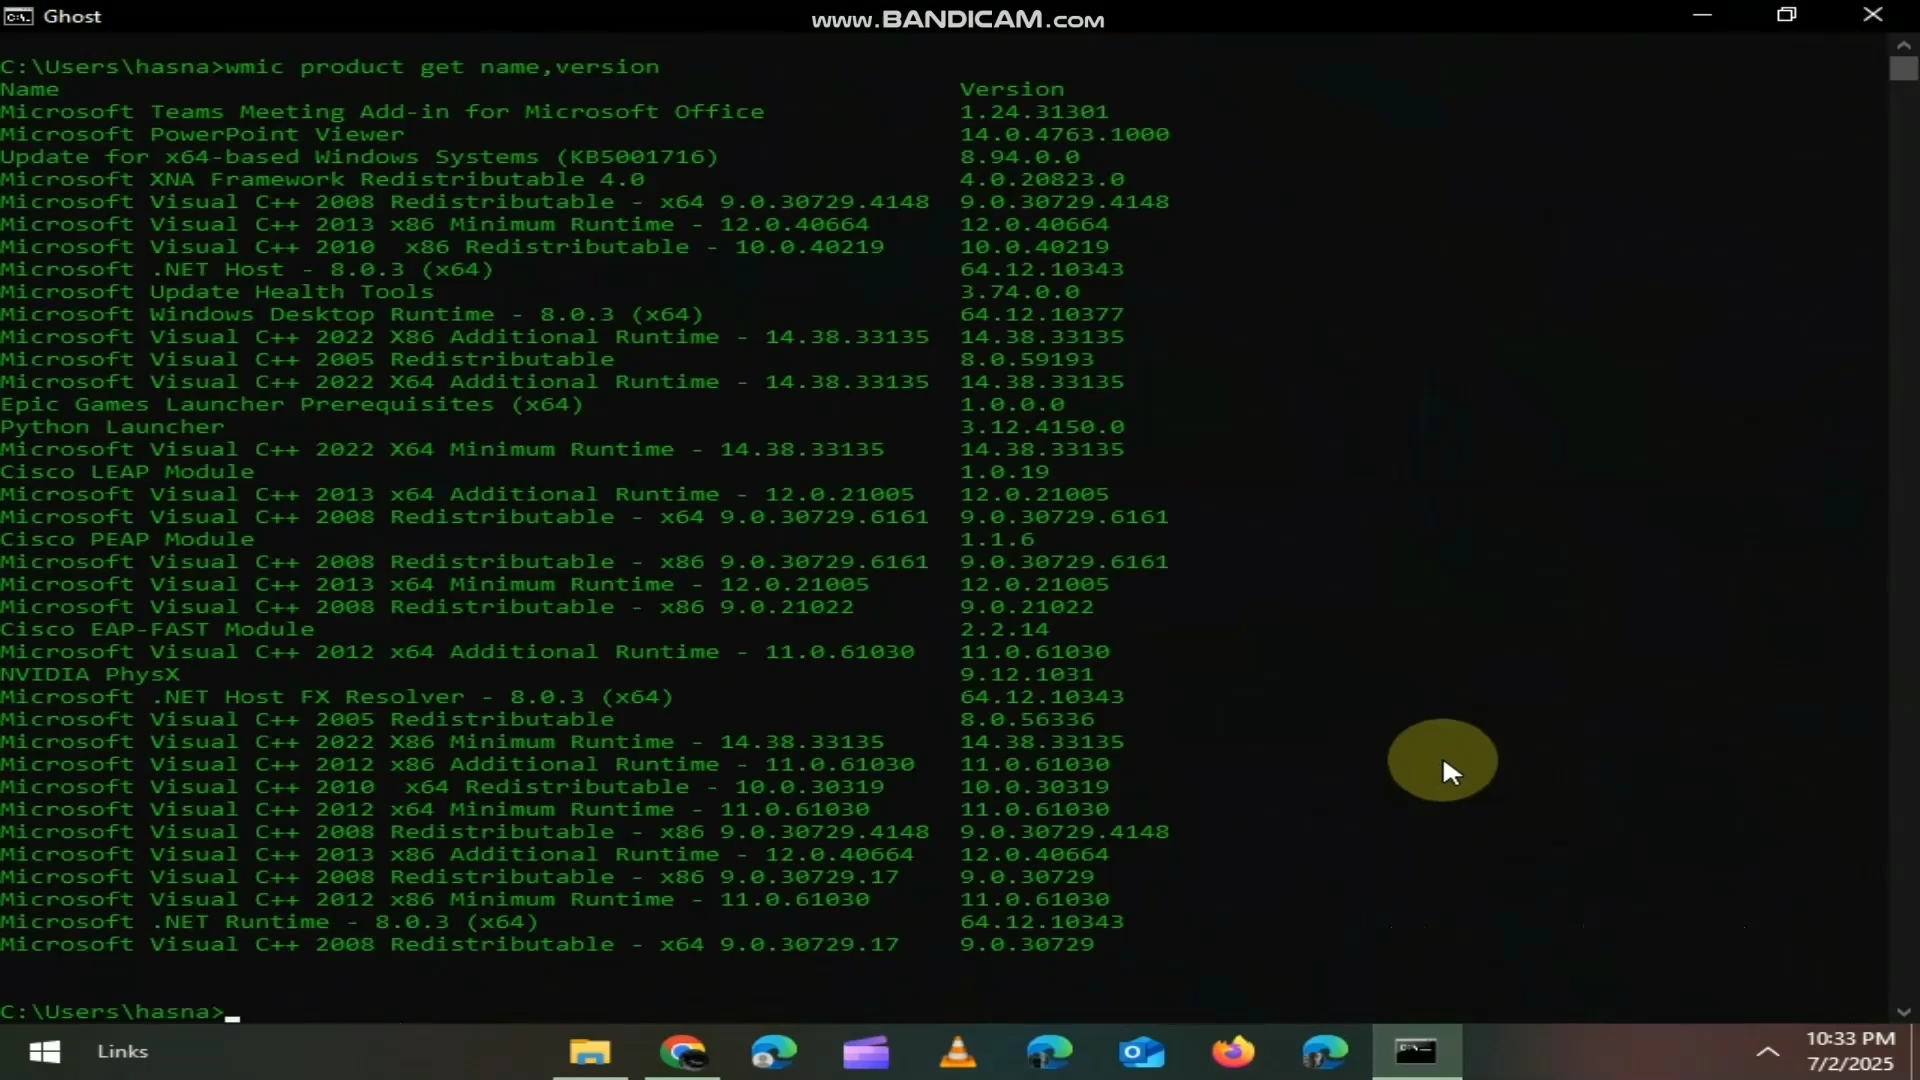 Ghost
www.BANDICAM.com
C:\Users\hasna>wmic product get name,version
Name Version
Microsoft Teams Meeting Add-in for Microsoft Office 1.24.31301
Microsoft PowerPoint Viewer 14.0.4763.1000
Update for x64-based Windows Systems (KB5001716) 8.94.0.0
Microsoft XNA Framework Redistributable 4.0 4.0.20823.0
Microsoft Visual C++ 2008 Redistributable - x64 9.0.30729.4148 9.0.30729.4148
Microsoft Visual C++ 2013 x86 Minimum Runtime - 12.0.40664 12.0.40664
Microsoft Visual C++ 2010  x86 Redistributable - 10.0.40219 10.0.40219
Microsoft .NET Host - 8.0.3 (x64) 64.12.10343
Microsoft Update Health Tools 3.74.0.0
Microsoft Windows Desktop Runtime - 8.0.3 (x64) 64.12.10377
Microsoft Visual C++ 2022 X86 Additional Runtime - 14.38.33135 14.38.33135
Microsoft Visual C++ 2005 Redistributable 8.0.59193
Microsoft Visual C++ 2022 X64 Additional Runtime - 14.38.33135 14.38.33135
Epic Games Launcher Prerequisites (x64) 1.0.0.0
Python Launcher 3.12.4150.0
Microsoft Visual C++ 2022 X64 Minimum Runtime - 14.38.33135 14.38.33135
Cisco LEAP Module 1.0.19
Microsoft Visual C++ 2013 x64 Additional Runtime - 12.0.21005 12.0.21005
Microsoft Visual C++ 2008 Redistributable - x64 9.0.30729.6161 9.0.30729.6161
Cisco PEAP Module 1.1.6
Microsoft Visual C++ 2008 Redistributable - x86 9.0.30729.6161 9.0.30729.6161
Microsoft Visual C++ 2013 x64 Minimum Runtime - 12.0.21005 12.0.21005
Microsoft Visual C++ 2008 Redistributable - x86 9.0.21022 9.0.21022
Cisco EAP-FAST Module 2.2.14
Microsoft Visual C++ 2012 x64 Additional Runtime - 11.0.61030 11.0.61030
NVIDIA PhysX 9.12.1031
Microsoft .NET Host FX Resolver - 8.0.3 (x64) 64.12.10343
Microsoft Visual C++ 2005 Redistributable 8.0.56336
Microsoft Visual C++ 2022 X86 Minimum Runtime - 14.38.33135 14.38.33135
Microsoft Visual C++ 2012 x86 Additional Runtime - 11.0.61030 11.0.61030
Microsoft Visual C++ 2010  x64 Redistributable - 10.0.30319 10.0.30319
Microsoft Visual C++ 2012 x64 Minimum Runtime - 11.0.61030 11.0.61030
Microsoft Visual C++ 2008 Redistributable - x86 9.0.30729.4148 9.0.30729.4148
Microsoft Visual C++ 2013 x86 Additional Runtime - 12.0.40664 12.0.40664
Microsoft Visual C++ 2008 Redistributable - x86 9.0.30729.17 9.0.30729
Microsoft Visual C++ 2012 x86 Minimum Runtime - 11.0.61030 11.0.61030
Microsoft .NET Runtime - 8.0.3 (x64) 64.12.10343
Microsoft Visual C++ 2008 Redistributable - x64 9.0.30729.17 9.0.30729
C:\Users\hasna>
Links
10:33 PM
7/2/2025